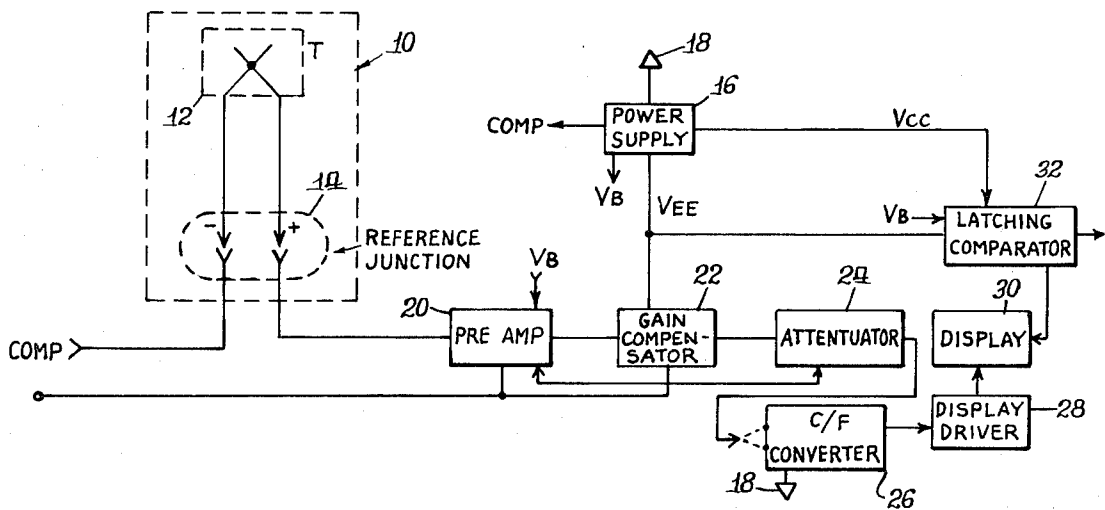 10
T
12
14
-
+
REFERENCE
JUNCTION
COMP
18
16
COMP
POWER
SUPPLY
VCC
VB
VEE
32
VB
LATCHING
COMPARATOR
VB
20
PRE AMP
22
GAIN
COMPEN-
SATOR
24
ATTENTUATOR
30
DISPLAY
C/F
CONVERTER
18
26
DISPLAY
DRIVER
28